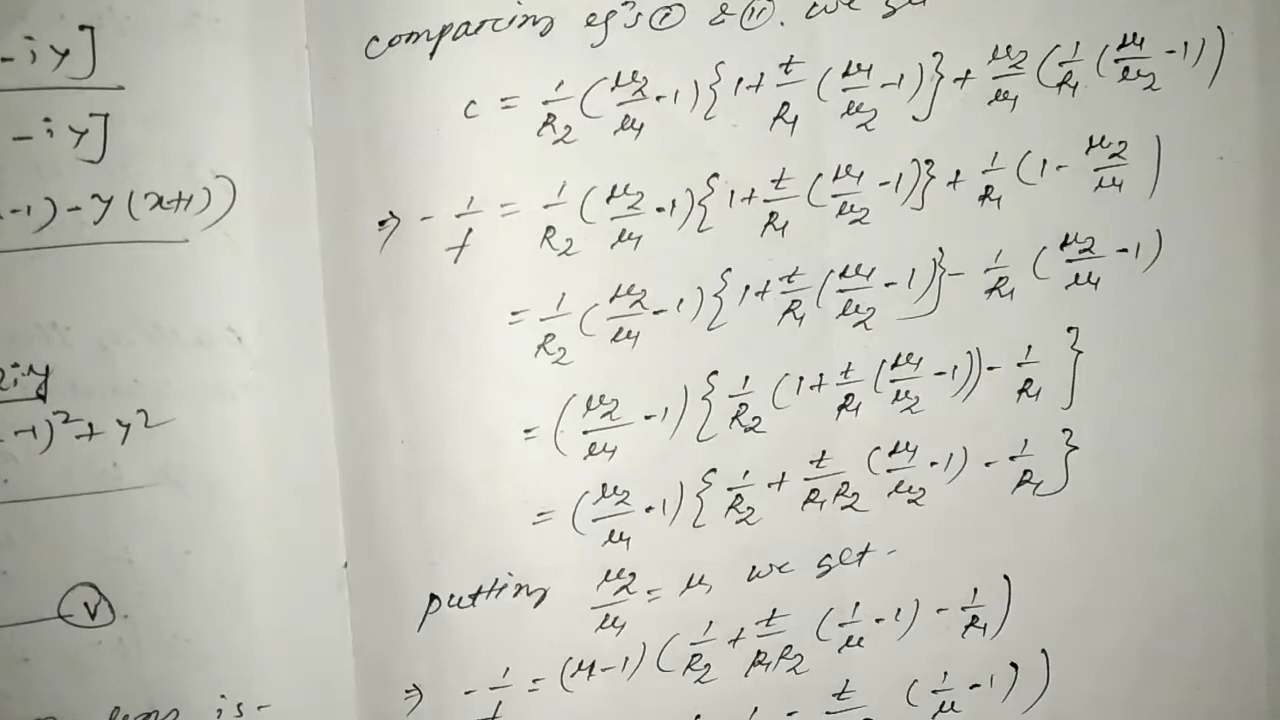 -iy]
-iy]
-1) - y(x+1))
2iy
-1)² + y²
(V)
lens is-
comparing eqⁿs (I) & (II). we get
c = 1/R₂ (μ₂/μ₁ - 1) {1 + t/R₁ (μ₁/μ₂ - 1)} + μ₂/μ₁ (1/R₁ (μ₁/μ₂ - 1))
⇒ - 1/f = 1/R₂ (μ₂/μ₁ - 1) {1 + t/R₁ (μ₁/μ₂ - 1)} + 1/R₁ (1 - μ₂/μ₁)
= 1/R₂ (μ₂/μ₁ - 1) {1 + t/R₁ (μ₁/μ₂ - 1)} - 1/R₁ (μ₂/μ₁ - 1)
= (μ₂/μ₁ - 1) {1/R₂ (1 + t/R₁ (μ₁/μ₂ - 1)) - 1/R₁}
= (μ₂/μ₁ - 1) {1/R₂ + t/R₁R₂ (μ₁/μ₂ - 1) - 1/R₁}
putting μ₂/μ₁ = μ, we get -
⇒ - 1/f = (μ-1) (1/R₂ + t/R₁R₂ (1/μ - 1) - 1/R₁)
t (1/μ - 1))